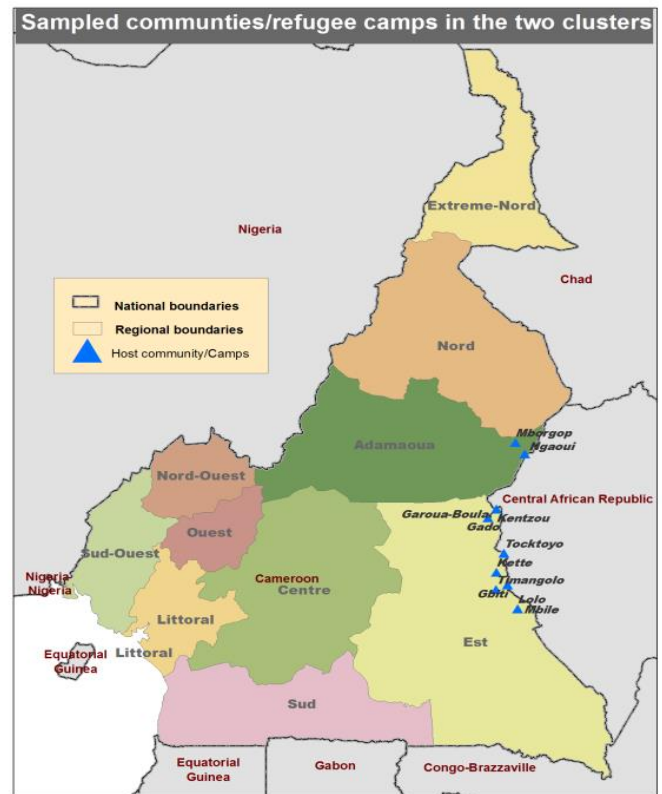 Sampled communties/refugee camps in the two clusters
Extreme-Nord
Nigeria
Chad
National boundaries
Regional boundaries
Host community/Camps
Nord
Mborgop
Adamaoua
Ngaoui
Nord-Ouest
Central African Republic
Garoua-Boula
Kentzou
Gado
Ouest
Sud-Ouest
Tocktoyo
Kette
Nigeria
Cameroon
Timangolo
Nigeria
Centre
Gbiti
Lolo
Mbile
Littoral
Est
Equatorial
Guinea
Littoral
Sud
Equatorial
Guinea
Gabon
Congo-Brazzaville